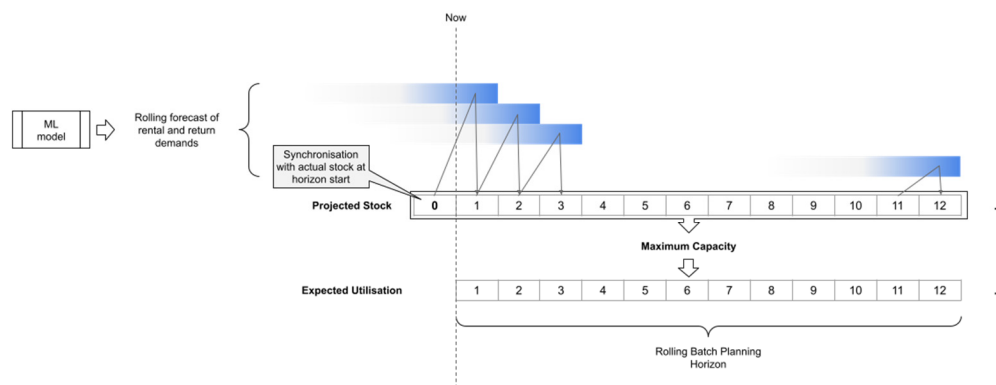 Now
ML
model
Rolling forecast of
rental and return
demands
Synchronisation
with actual stock at
horizon start
Projected Stock
0 1 2 3 4 5 6 7 8 9 10 11 12
Maximum Capacity
Expected Utilisation
1 2 3 4 5 6 7 8 9 10 11 12
Rolling Batch Planning
Horizon